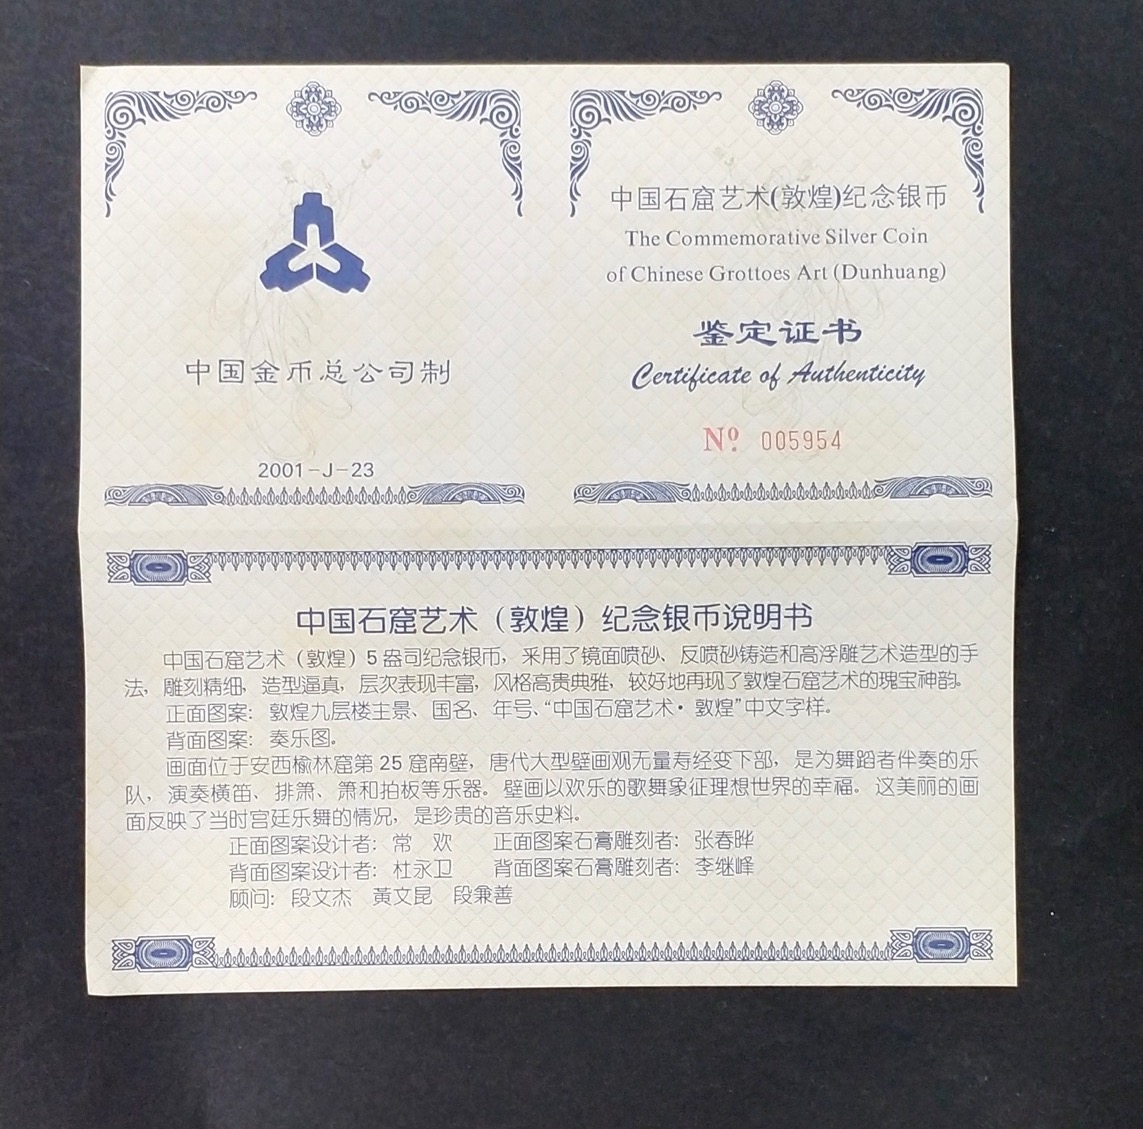 中国金币总公司制
2001-J-23
中国石窟艺术(敦煌)纪念银币
The Commemorative Silver Coin
of Chinese Grottoes Art (Dunhuang)
鉴定证书
Certificate of Authenticity
Nº 005954
中国石窟艺术（敦煌）纪念银币说明书
中国石窟艺术（敦煌）5 盎司纪念银币，采用了镜面喷砂、反喷砂铸造和高浮雕艺术造型的手
法，雕刻精细，造型逼真，层次表现丰富，风格高贵典雅，较好地再现了敦煌石窟艺术的瑰宝神韵。
正面图案：敦煌九层楼主景、国名、年号、“中国石窟艺术·敦煌”中文字样。
背面图案：奏乐图。
画面位于安西榆林窟第 25 窟南壁，唐代大型壁画观无量寿经变下部，是为舞蹈者伴奏的乐
队，演奏横笛、排箫、箫和拍板等乐器。壁画以欢乐的歌舞象征理想世界的幸福。这美丽的画
面反映了当时宫廷乐舞的情况，是珍贵的音乐史料。
正面图案设计者：常 欢 正面图案石膏雕刻者：张春晔
背面图案设计者：杜永卫 背面图案石膏雕刻者：李继峰
顾问：段文杰 黄文昆 段兼善